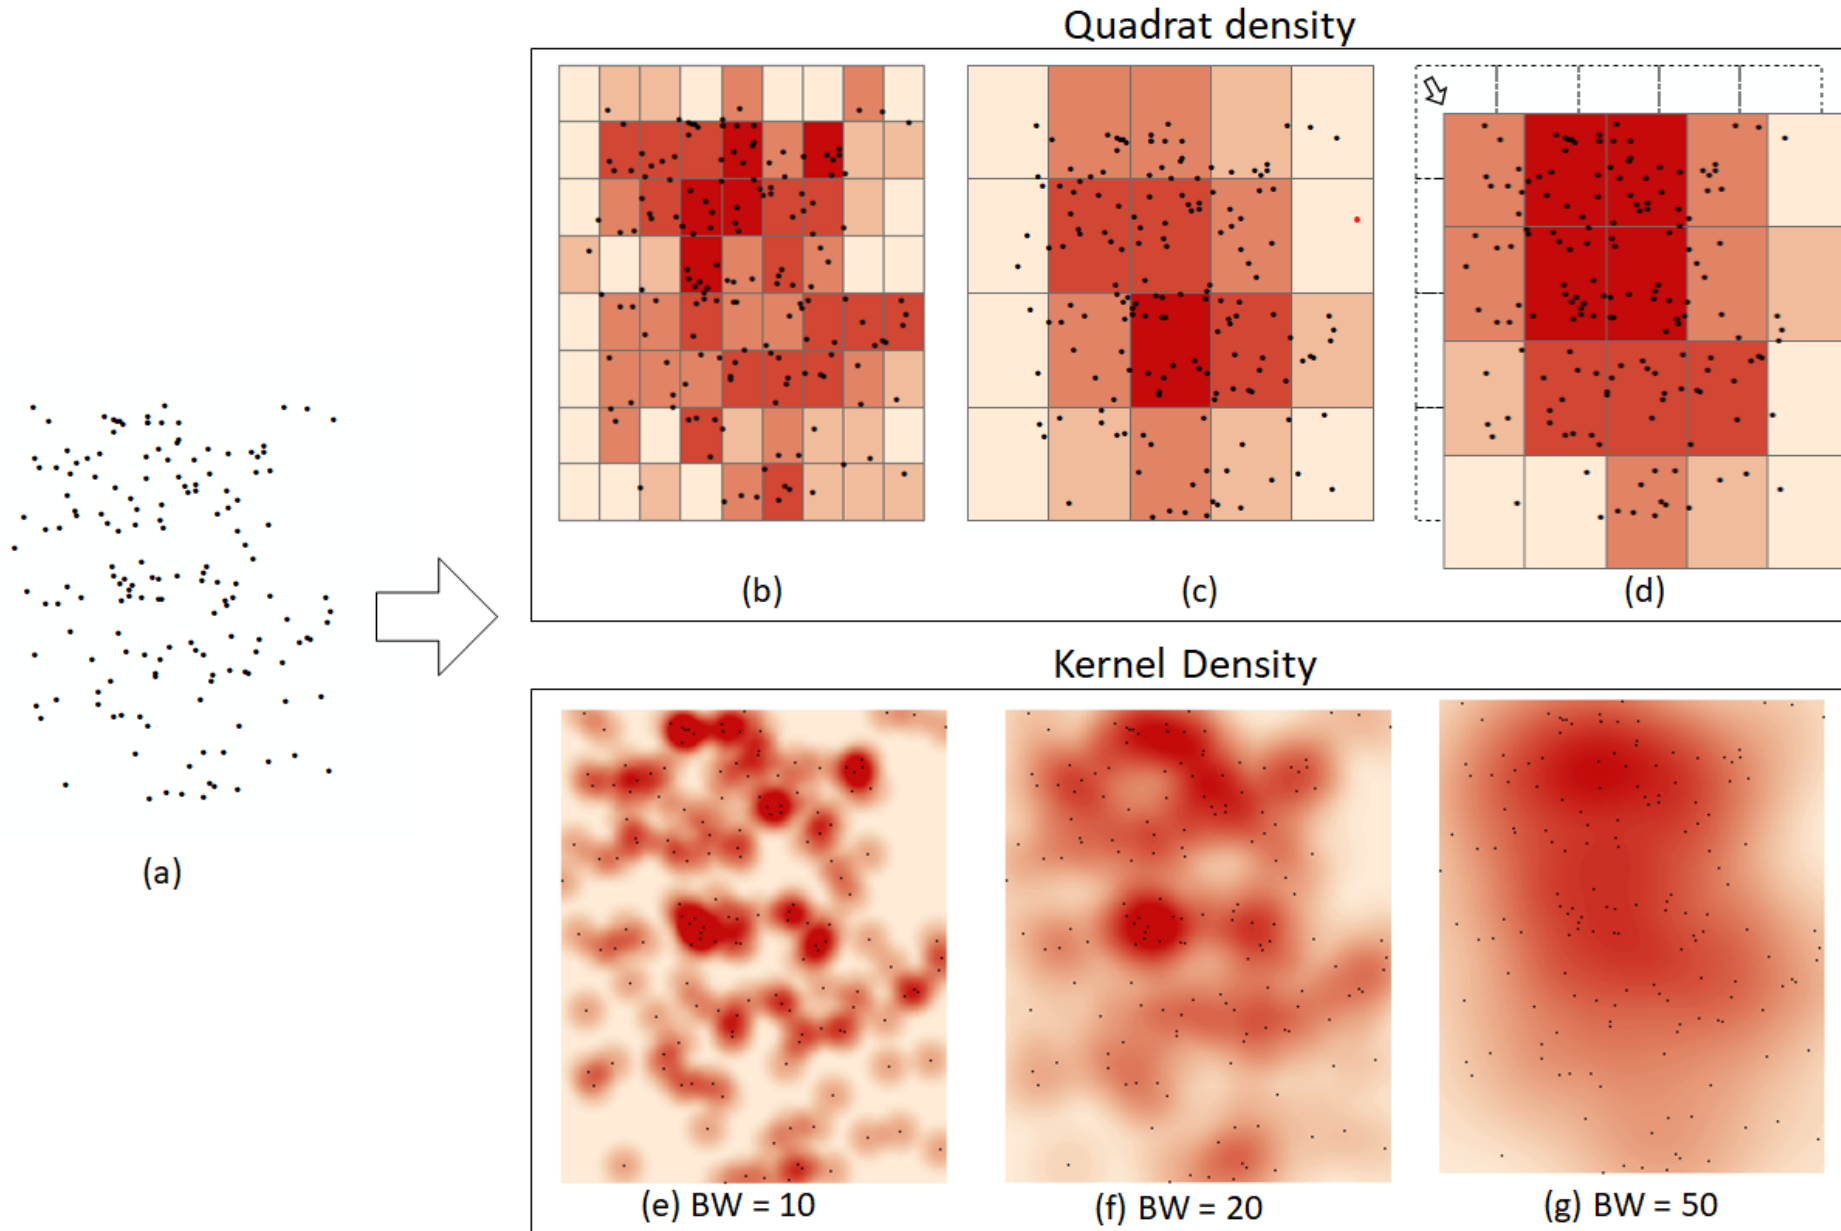 Quadrat density
(b)
(c)
(d)
Kernel Density
(a)
(e) BW = 10
(f) BW = 20
(g) BW = 50